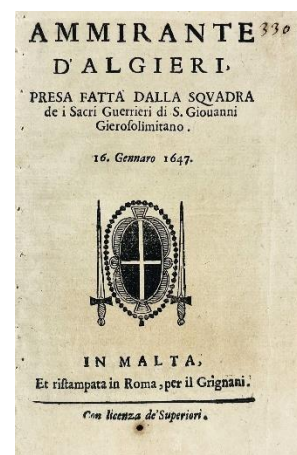 AMMIRANTE 330
D'ALGIERI,
PRESA FATTA DALLA SQVADRA
de i Sacri Guerrieri di S. Giouanni
Gierosolimitano.
16. Gennaro 1647.
IN MALTA,
Et ristampata in Roma, per il Grignani.
Con licenza de' Superiori.